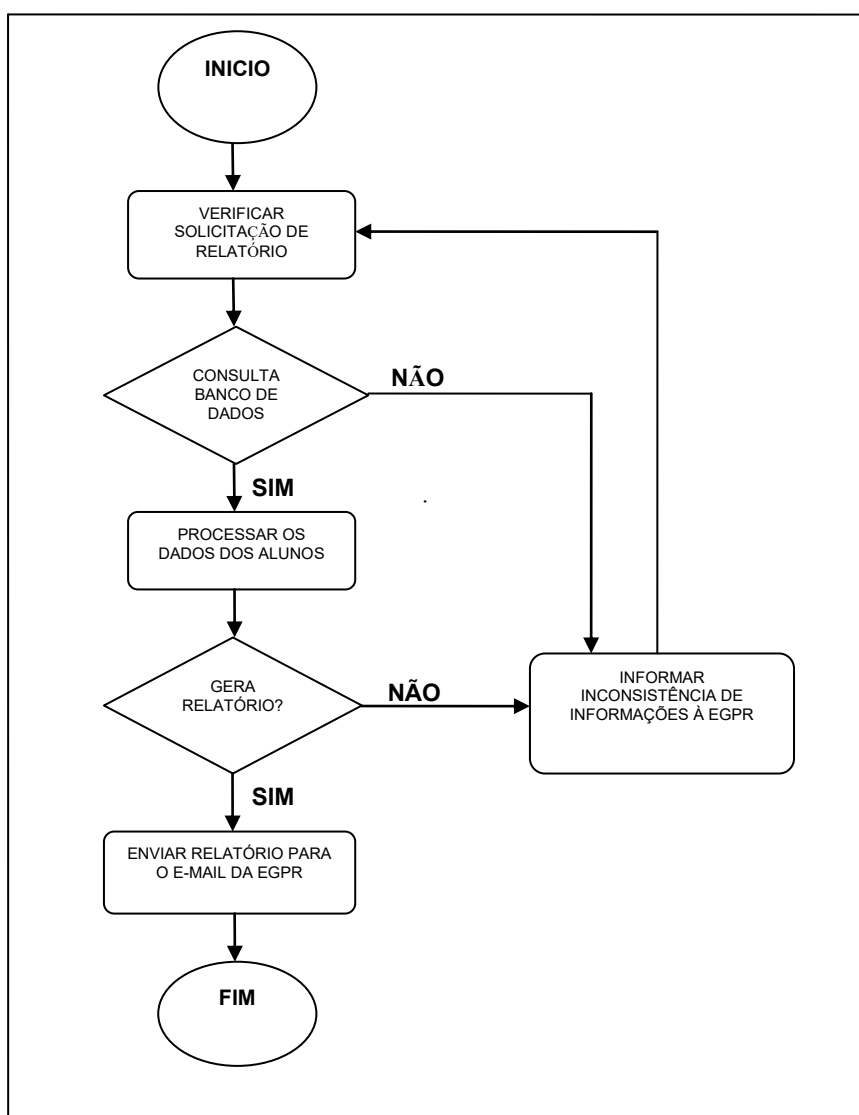 INICIO
VERIFICAR
SOLICITAÇÃO DE
RELATÓRIO
CONSULTA
BANCO DE
DADOS
NÃO
SIM
PROCESSAR OS
DADOS DOS ALUNOS
GERA
RELATÓRIO?
NÃO
INFORMAR
INCONSISTÊNCIA DE
INFORMAÇÕES À EGPR
SIM
ENVIAR RELATÓRIO PARA
O E-MAIL DA EGPR
FIM